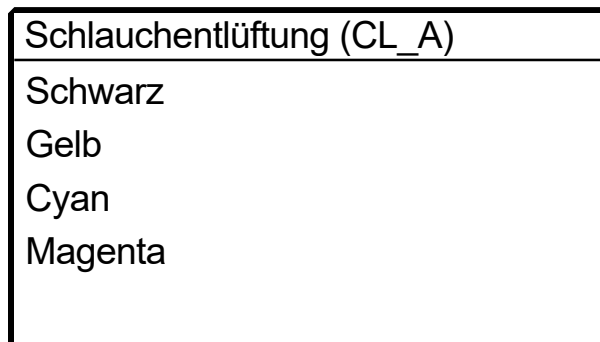 Schlauchentlüftung (CL_A)
Schwarz
Gelb
Cyan
Magenta